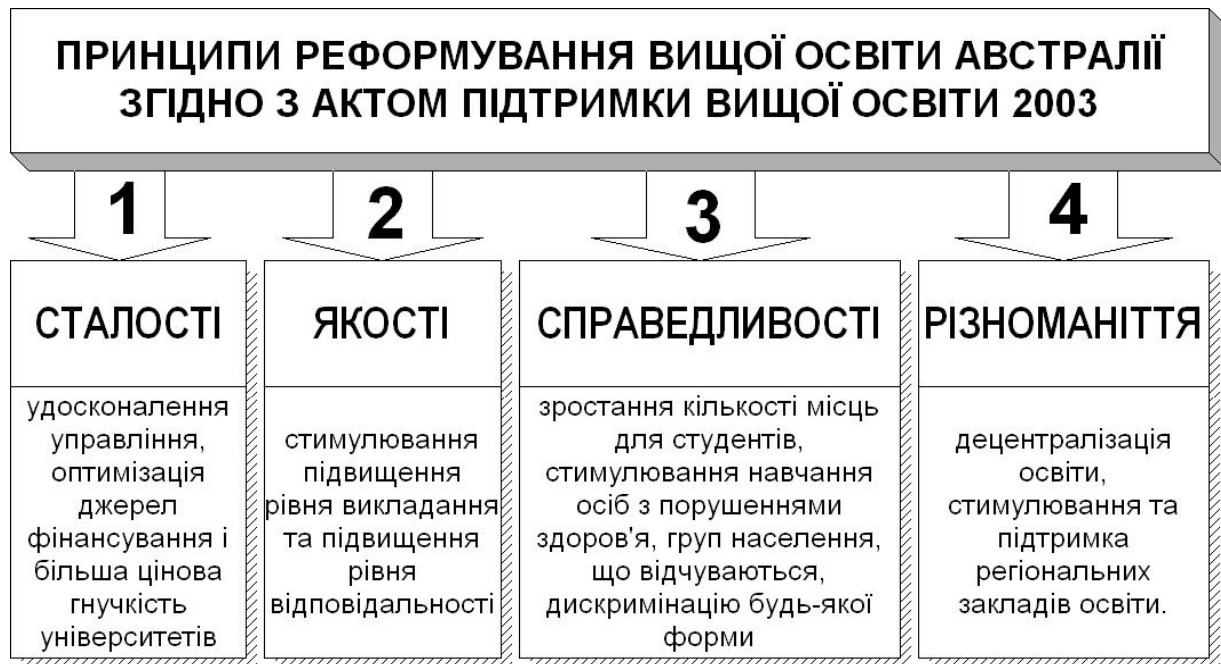 ПРИНЦИПИ РЕФОРМУВАННЯ ВИЩОЇ ОСВІТИ АВСТРАЛІЇ
ЗГІДНО З АКТОМ ПІДТРИМКИ ВИЩОЇ ОСВІТИ 2003
1
СТАЛОСТІ
удосконалення
управління,
оптимізація
джерел
фінансування і
більша цінова
гнучкість
університетів
2
ЯКОСТІ
стимулювання
підвищення
рівня викладання
та підвищення
рівня
відповідальності
3
СПРАВЕДЛИВОСТІ
зростання кількості місць
для студентів,
стимулювання навчання
осіб з порушеннями
здоров'я, груп населення,
що відчуваються,
дискримінацію будь-якої
форми
4
РІЗНОМАНІТТЯ
децентралізація
освіти,
стимулювання та
підтримка
регіональних
закладів освіти.